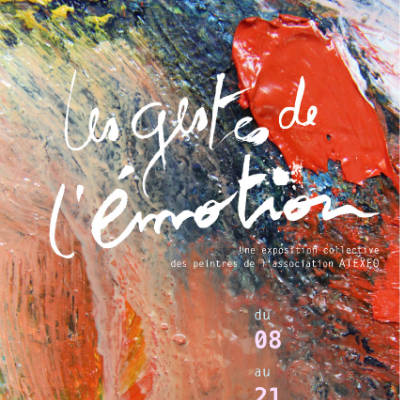 les gestes de
l'émotion
Une exposition collective
des peintres de l'association ATEXEO
du
08
au
21